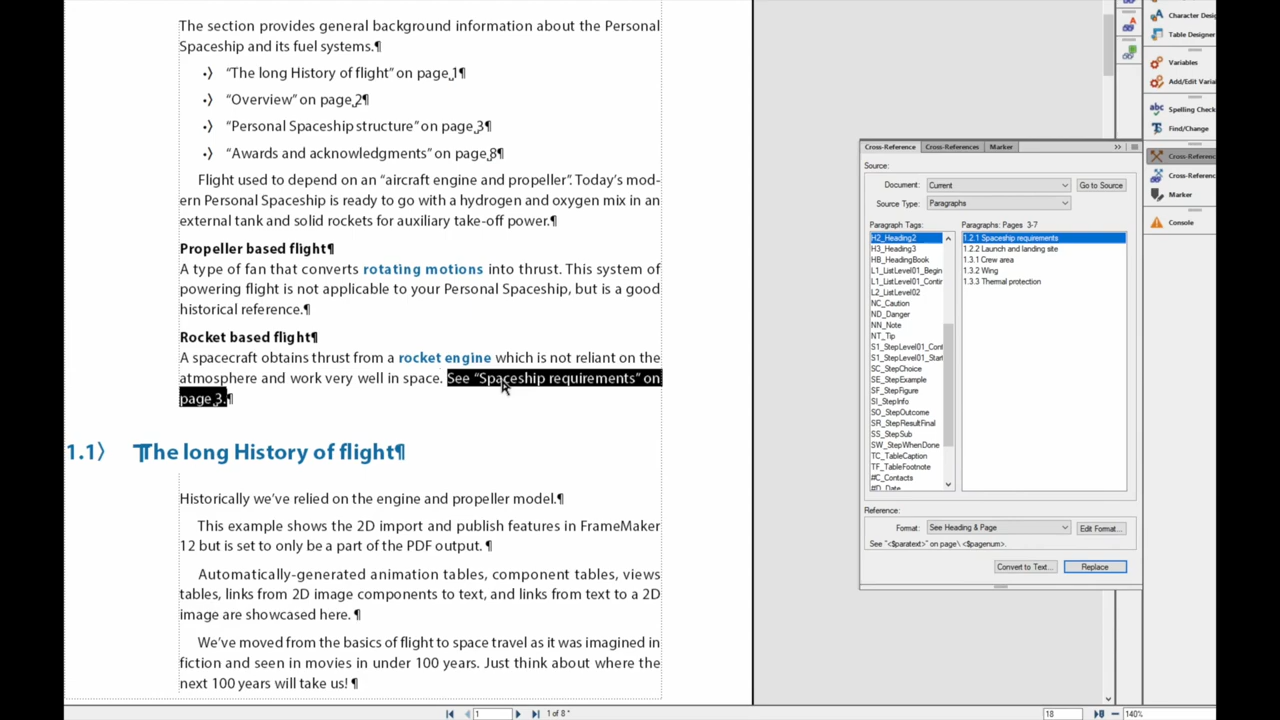 The section provides general background information about the Personal
Spaceship and its fuel systems.¶
“The long History of flight” on page 1¶
“Overview” on page 2¶
“Personal Spaceship structure” on page 3¶
“Awards and acknowledgments” on page 8¶
Flight used to depend on an “aircraft engine and propeller”. Today’s mod-
ern Personal Spaceship is ready to go with a hydrogen and oxygen mix in an
external tank and solid rockets for auxiliary take-off power.¶
Propeller based flight¶
A type of fan that converts rotating motions into thrust. This system of
powering flight is not applicable to your Personal Spaceship, but is a good
historical reference.¶
Rocket based flight¶
A spacecraft obtains thrust from a rocket engine which is not reliant on the
atmosphere and work very well in space. See “Spaceship requirements” on
page 3.¶
1.1⟩ The long History of flight¶
Historically we’ve relied on the engine and propeller model.¶
This example shows the 2D import and publish features in FrameMaker
12 but is set to only be a part of the PDF output. ¶
Automatically-generated animation tables, component tables, views
tables, links from 2D image components to text, and links from text to a 2D
image are showcased here. ¶
We’ve moved from the basics of flight to space travel as it was imagined in
fiction and seen in movies in under 100 years. Just think about where the
next 100 years will take us! ¶
1
1 of 8 *
18
140%
Cross-Reference Cross-References Marker
Source:
Document: Current Go to Source
Source Type: Paragraphs
Paragraph Tags: Paragraphs: Pages 3-7
H2_Heading2
H3_Heading3
HB_HeadingBook
L1_ListLevel01_Begin
L1_ListLevel01_Contir
L2_ListLevel02
NC_Caution
ND_Danger
NN_Note
NT_Tip
S1_StepLevel01_Cont
S1_StepLevel01_Start
SC_StepChoice
SE_StepExample
SF_StepFigure
SI_StepInfo
SO_StepOutcome
SR_StepResultFinal
SS_StepSub
SW_StepWhenDone
TC_TableCaption
TF_TableFootnote
#C_Contacts
#D_Date
1.2.1 Spaceship requirements
1.2.2 Launch and landing site
1.3.1 Crew area
1.3.2 Wing
1.3.3 Thermal protection
Reference:
Format: See Heading & Page Edit Format...
See "<$paratext>" on page\ <$pagenum>.
Convert to Text... Replace
Character Desig
Table Designer
Variables
Add/Edit Varia
Spelling Check
Find/Change
Cross-Referenc
Cross-Referenc
Marker
Console